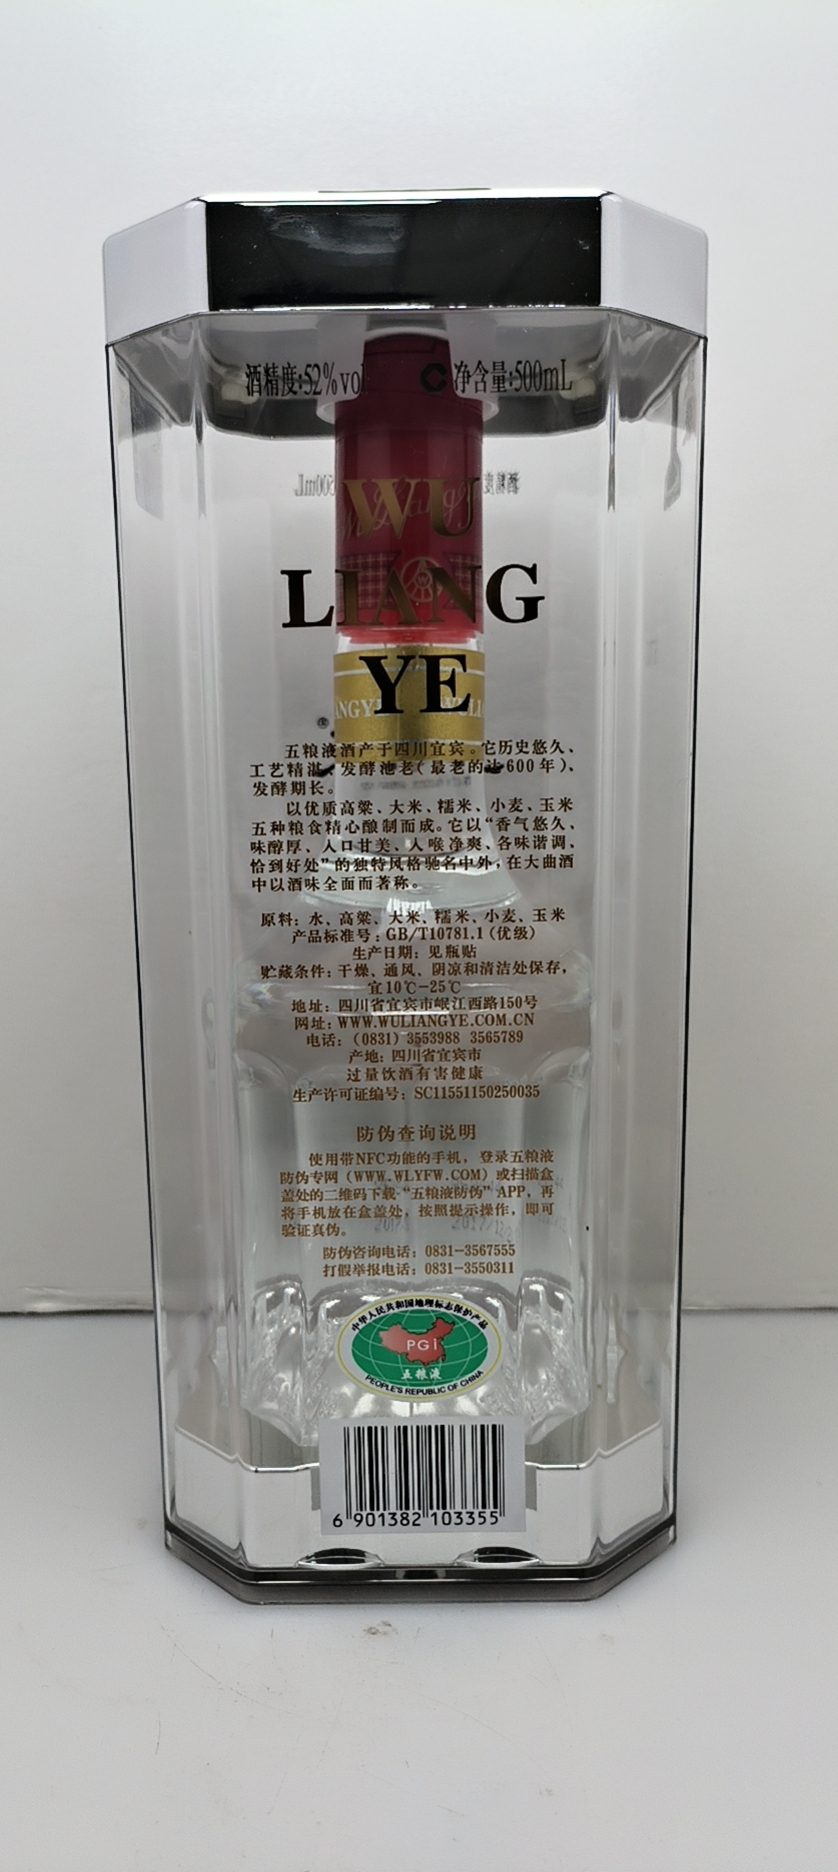 酒精度:52%vol
净含量:500mL
WU
LIANG
YE
®
五粮液酒产于四川宜宾。它历史悠久、
工艺精湛、发酵池老(最老的达600年)、
发酵期长。
以优质高粱、大米、糯米、小麦、玉米
五种粮食精心酿制而成。它以“香气悠久、
味醇厚、入口甘美、入喉净爽、各味谐调、
恰到好处”的独特风格驰名中外,在大曲酒
中以酒味全面而著称。
原料: 水、高粱、大米、糯米、小麦、玉米
产品标准号: GB/T10781.1(优级)
生产日期: 见瓶贴
贮藏条件: 干燥、通风、阴凉和清洁处保存,
宜10℃-25℃
地址: 四川省宜宾市岷江西路150号
网址: WWW.WULIANGYE.COM.CN
电话: (0831) 3553988 3565789
产地: 四川省宜宾市
过量饮酒有害健康
生产许可证编号: SC11551150250035
防伪查询说明
使用带NFC功能的手机, 登录五粮液
防伪专网 (WWW.WLYFW.COM) 或扫描盒
盖处的二维码下载“五粮液防伪”APP, 再
将手机放在盒盖处, 按照提示操作, 即可
验证真伪。
防伪咨询电话: 0831-3567555
打假举报电话: 0831-3550311
中华人民共和国地理标志保护产品
PGI
五粮液
PEOPLE'S REPUBLIC OF CHINA
6 901382 103355